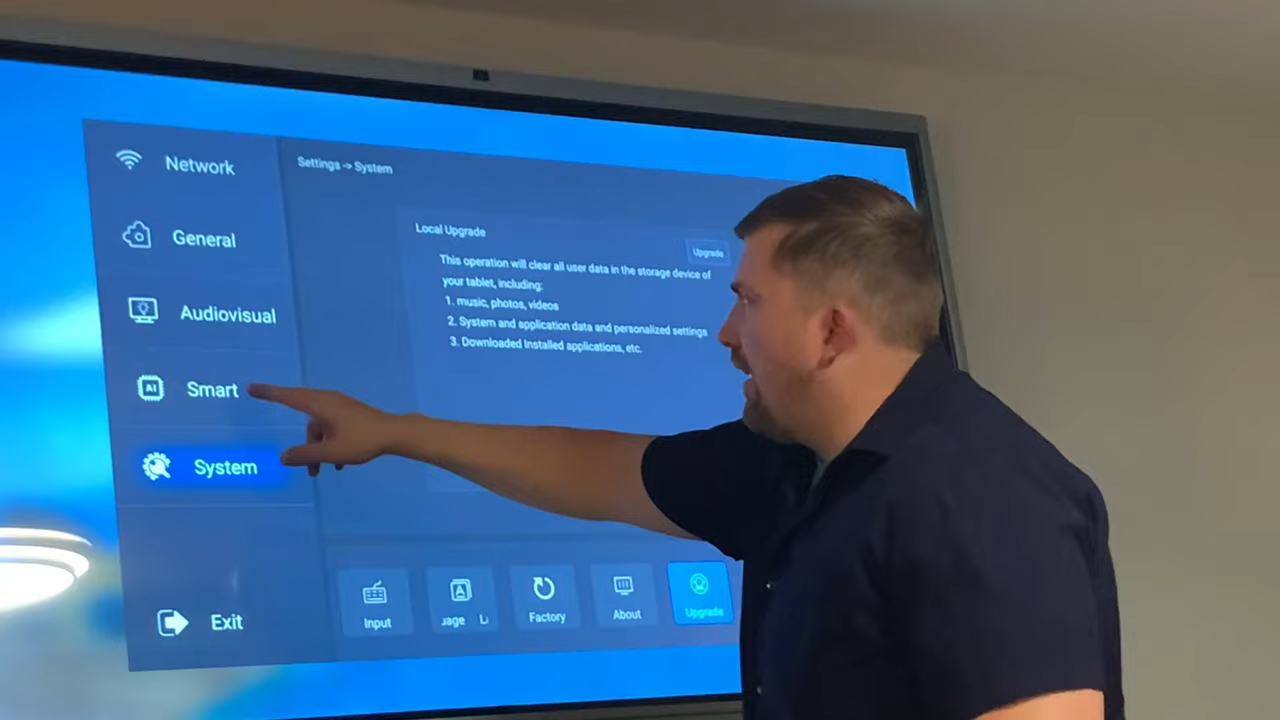 Network
General
Audiovisual
AI
Smart
System
Exit
Settings -> System
Local Upgrade
Upgrade
This operation will clear all user data in the storage device of
your tablet, including:
1. music, photos, videos
2. System and application data and personalized settings
3. Downloaded Installed applications, etc.
A
Input
uage L
Factory
About
Upgrade